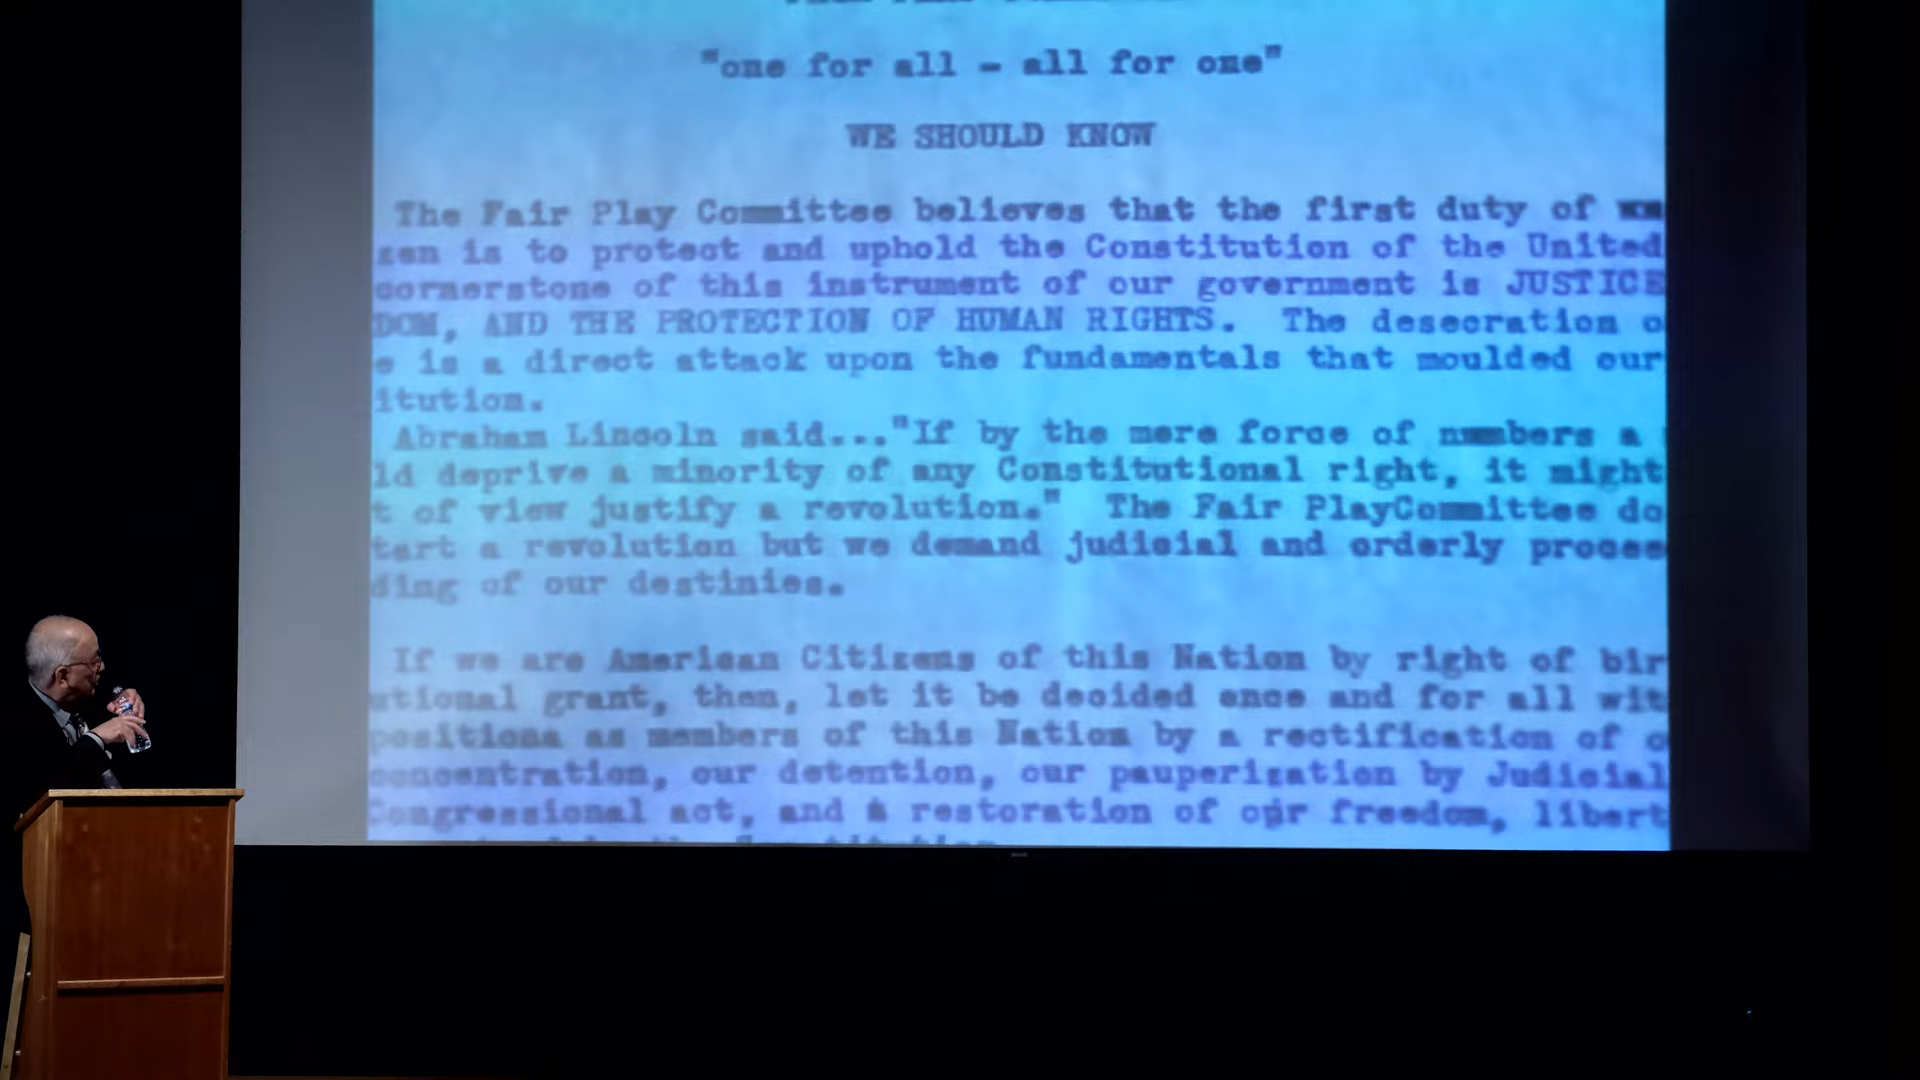 "one for all - all for one"
WE SHOULD KNOW
The Fair Play Committee believes that the first duty of
zen is to protect and uphold the Constitution of the United
cornerstone of this instrument of our government is JUSTICE
DOM, AND THE PROTECTION OF HUMAN RIGHTS. The desecration o
e is a direct attack upon the fundamentals that moulded our
itution.
Abraham Lincoln said..."If by the mere force of numbers a
ld deprive a minority of any Constitutional right, it might
t of view justify a revolution." The Fair PlayCommittee do
tart a revolution but we demand judicial and orderly proces
ding of our destinies.
If we are American Citizens of this Nation by right of bir
ational grant, then, let it be decided once and for all wit
positions as members of this Nation by a rectification of o
concentration, our detention, our pauperization by Judicial
Congressional act, and a restoration of our freedom, libert